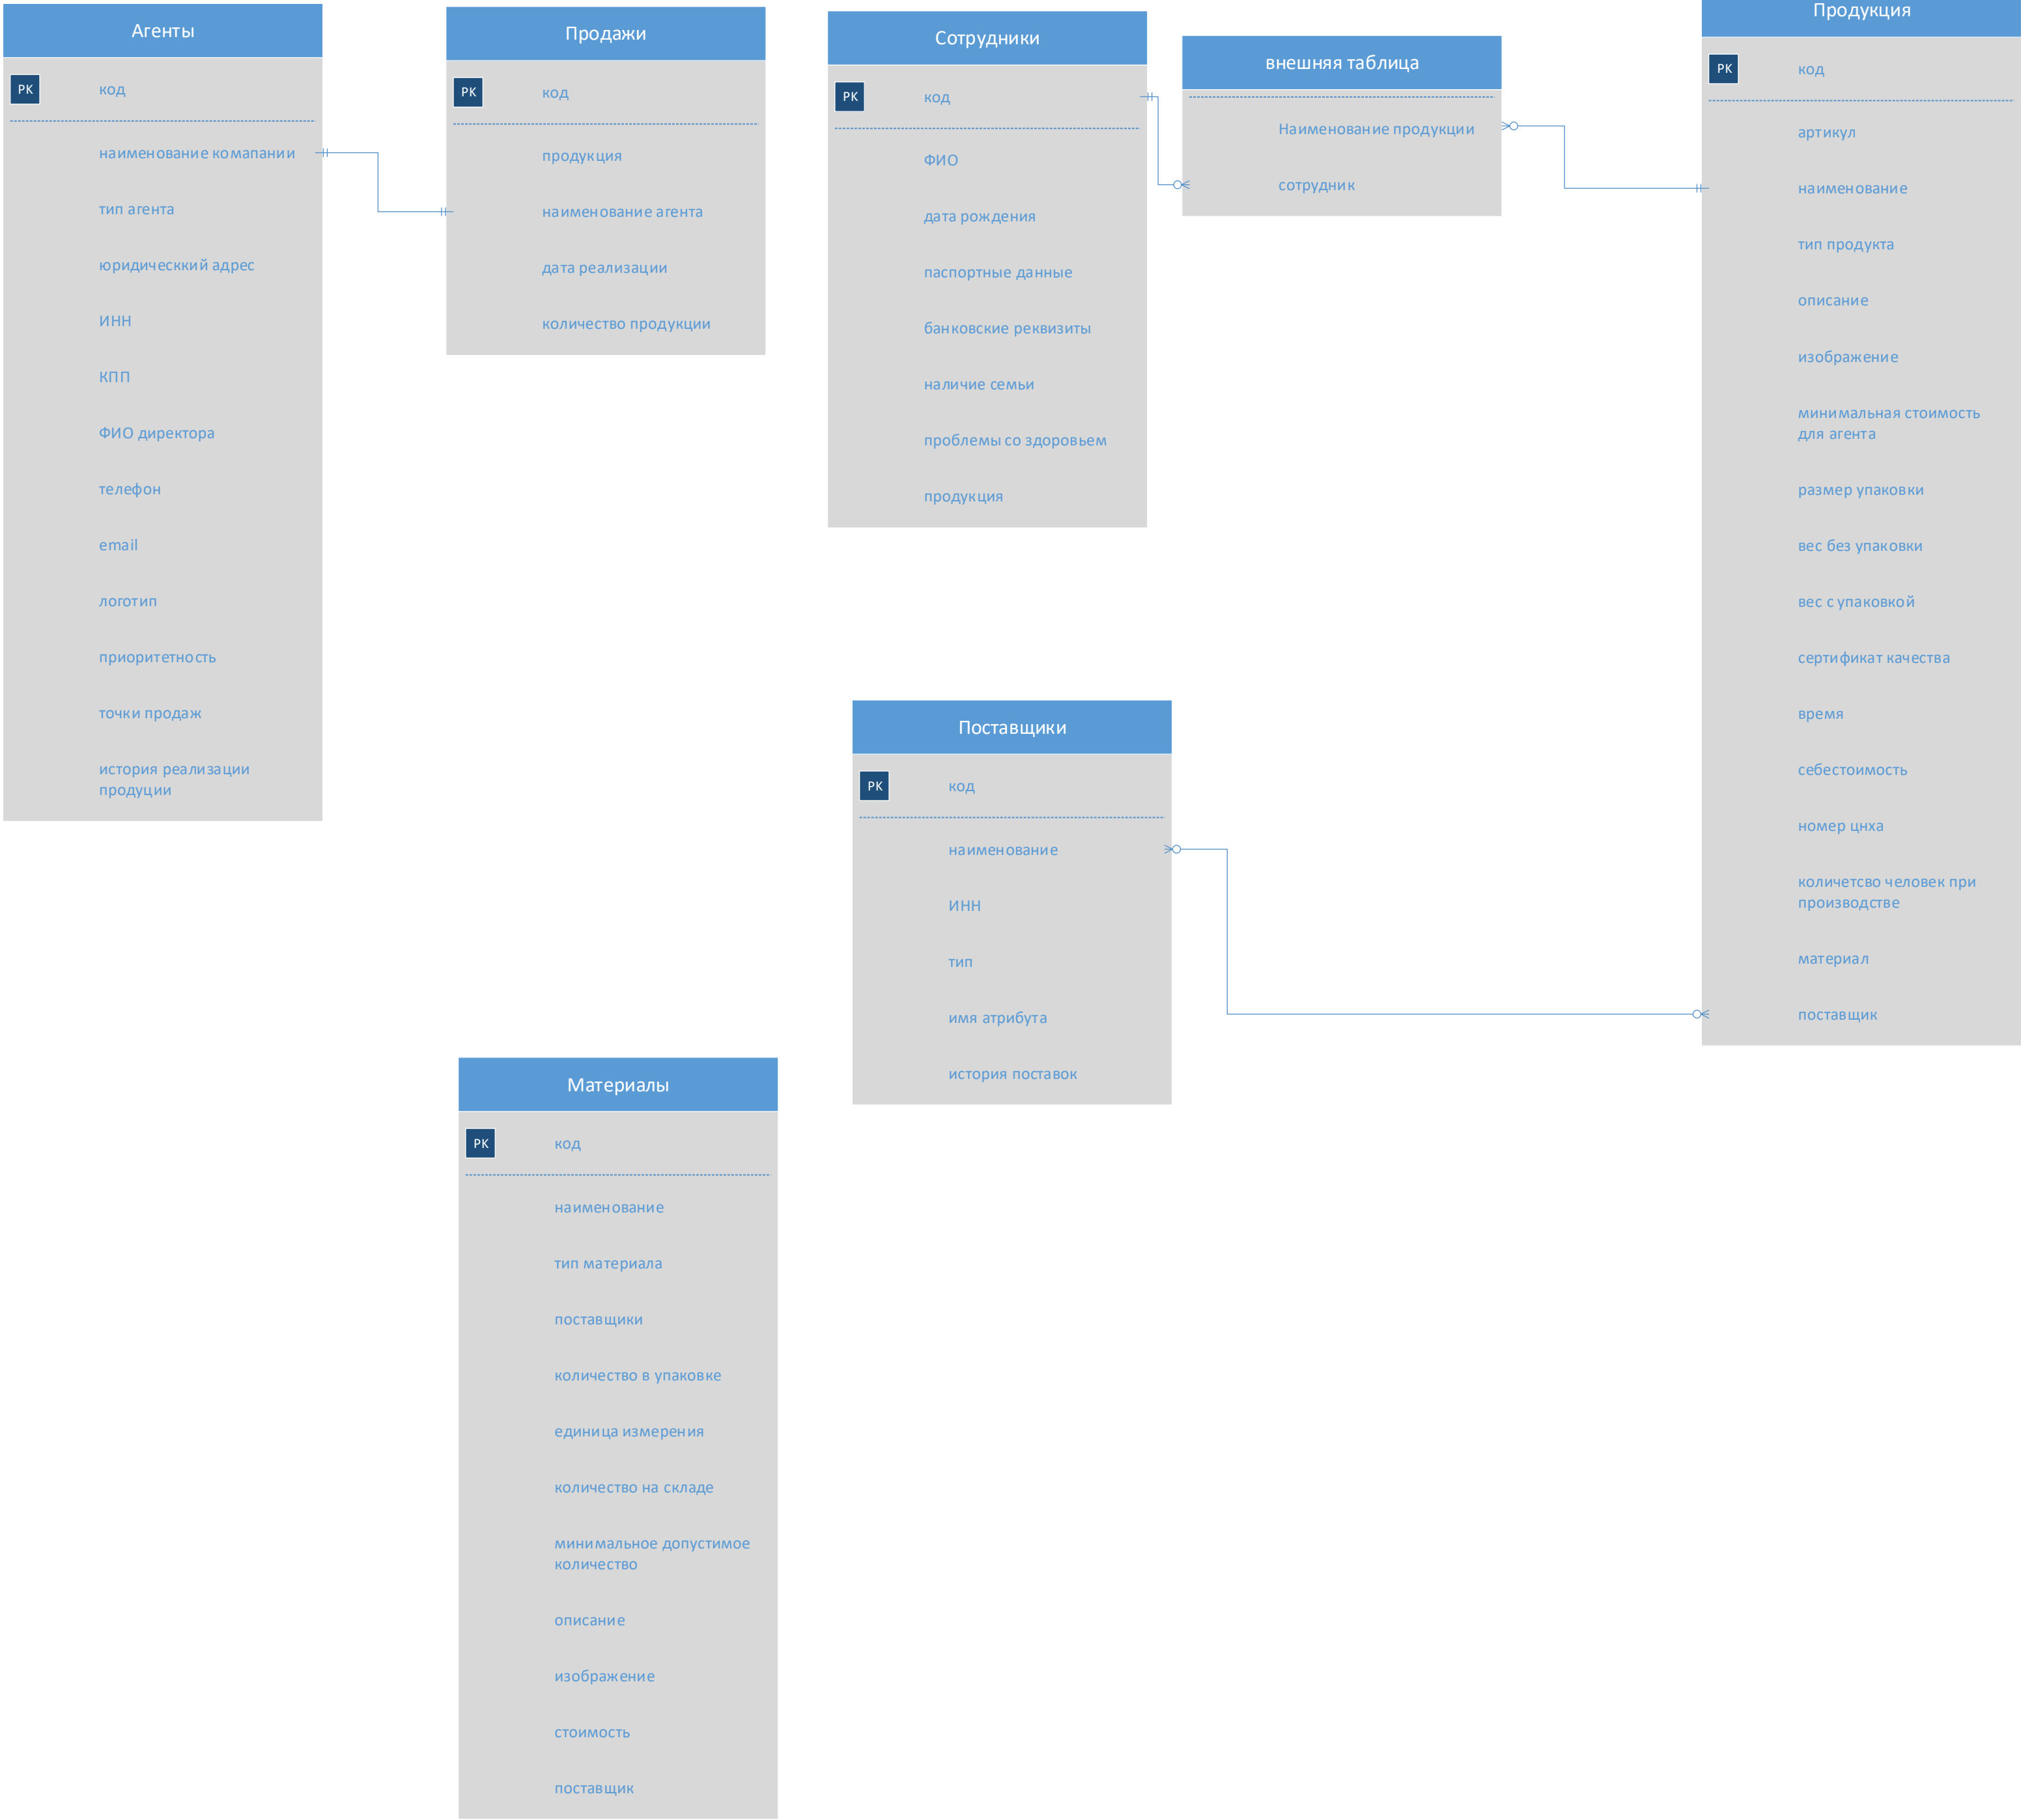 Агенты
PK
код
наименование комапании
тип агента
юридическкий адрес
ИНН
КПП
ФИО директора
телефон
email
логотип
приоритетность
точки продаж
история реализации
продуции
Продажи
PK
код
продукция
наименование агента
дата реализации
количество продукции
Сотрудники
PK
код
ФИО
дата рождения
паспортные данные
банковские реквизиты
наличие семьи
проблемы со здоровьем
продукция
внешняя таблица
Наименование продукции
сотрудник
Продукция
PK
код
артикул
наименование
тип продукта
описание
изображение
минимальная стоимость
для агента
размер упаковки
вес без упаковки
вес с упаковкой
сертификат качества
время
себестоимость
номер цнха
количетсво человек при
производстве
материал
поставщик
Поставщики
PK
код
наименование
ИНН
тип
имя атрибута
история поставок
Материалы
PK
код
наименование
тип материала
поставщики
количество в упаковке
единица измерения
количество на складе
минимальное допустимое
количество
описание
изображение
стоимость
поставщик